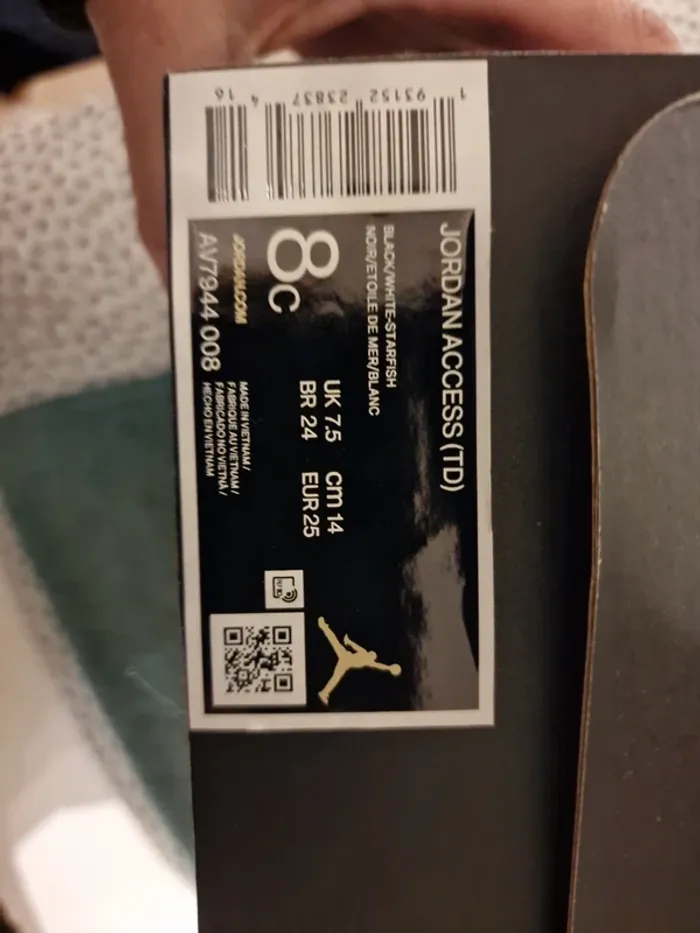 JORDAN ACCESS (TD)
BLACK/WHITE-STARFISH
NOIR/ETOILE DE MER/BLANC
8C
UK 7.5 cm 14
BR 24 EUR 25
JORDAN.COM
AV7944 008
MADE IN VIETNAM/
FABRIQUE AU VIETNAM/
FABRICADO NO VIETNÃ/
HECHO EN VIETNAM
1 93152 23837 4 16